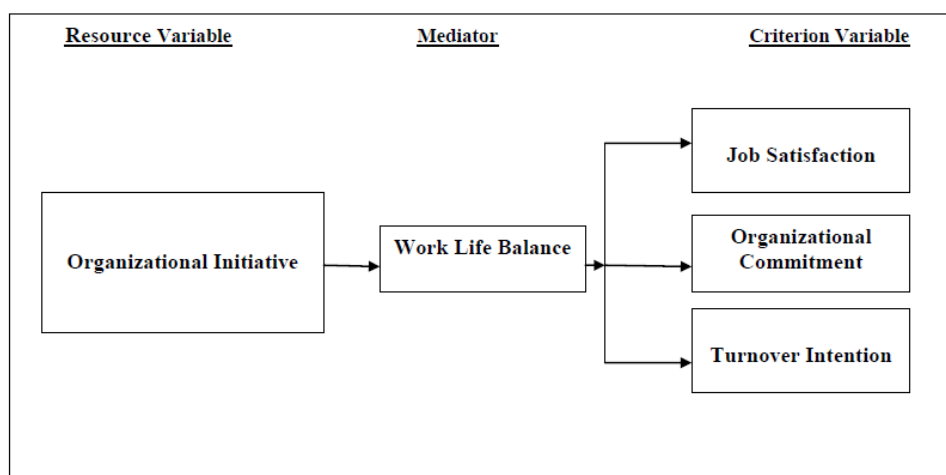 Resource Variable
Mediator
Criterion Variable
Organizational Initiative
Work Life Balance
Job Satisfaction
Organizational
Commitment
Turnover Intention